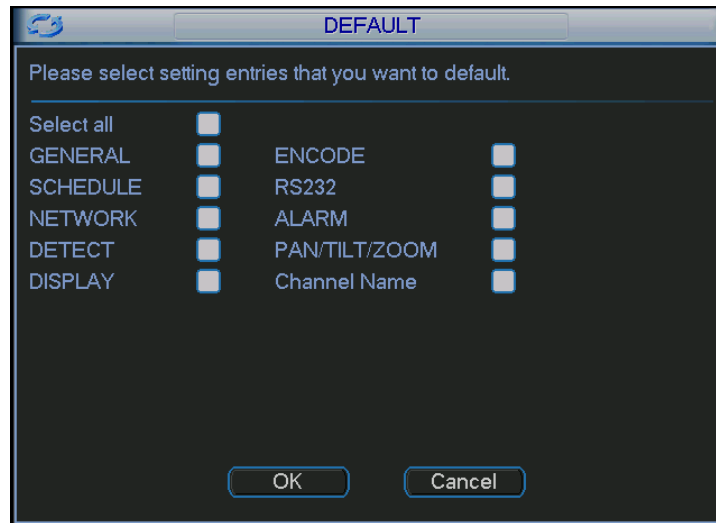 DEFAULT
Please select setting entries that you want to default.
Select all
GENERAL ENCODE
SCHEDULE RS232
NETWORK ALARM
DETECT PAN/TILT/ZOOM
DISPLAY Channel Name
OK Cancel